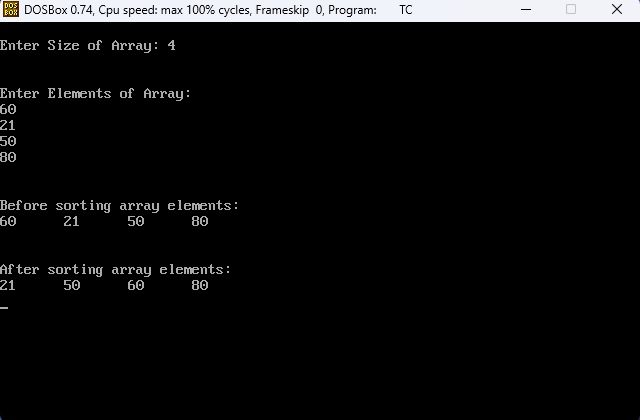 DOSBox 0.74, Cpu speed: max 100% cycles, Frameskip 0, Program: TC
Enter Size of Array: 4
Enter Elements of Array:
60
21
50
80
Before sorting array elements:
60 21 50 80
After sorting array elements:
21 50 60 80